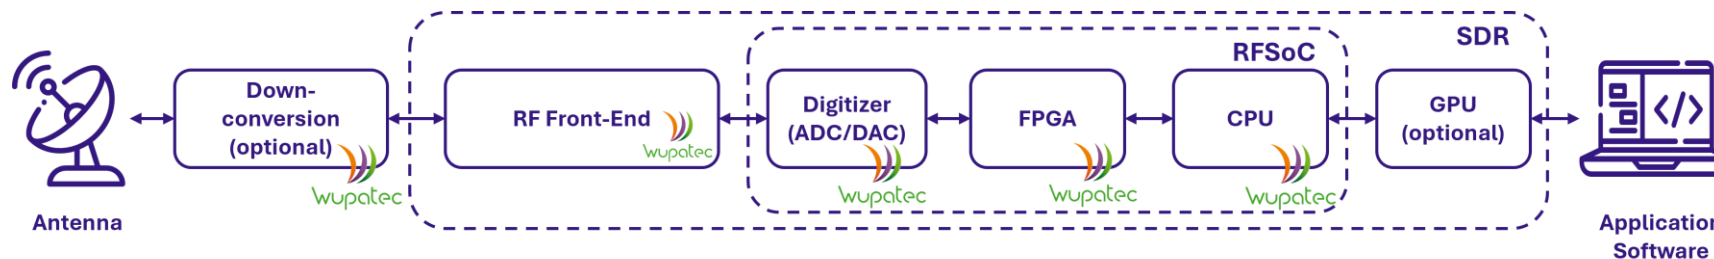 SDR
RFSoC
Down-
conversion
(optional)
wupatec
RF Front-End
wupatec
Digitizer
(ADC/DAC)
wupatec
FPGA
wupatec
CPU
wupatec
GPU
(optional)
</>
Antenna
Application
Software